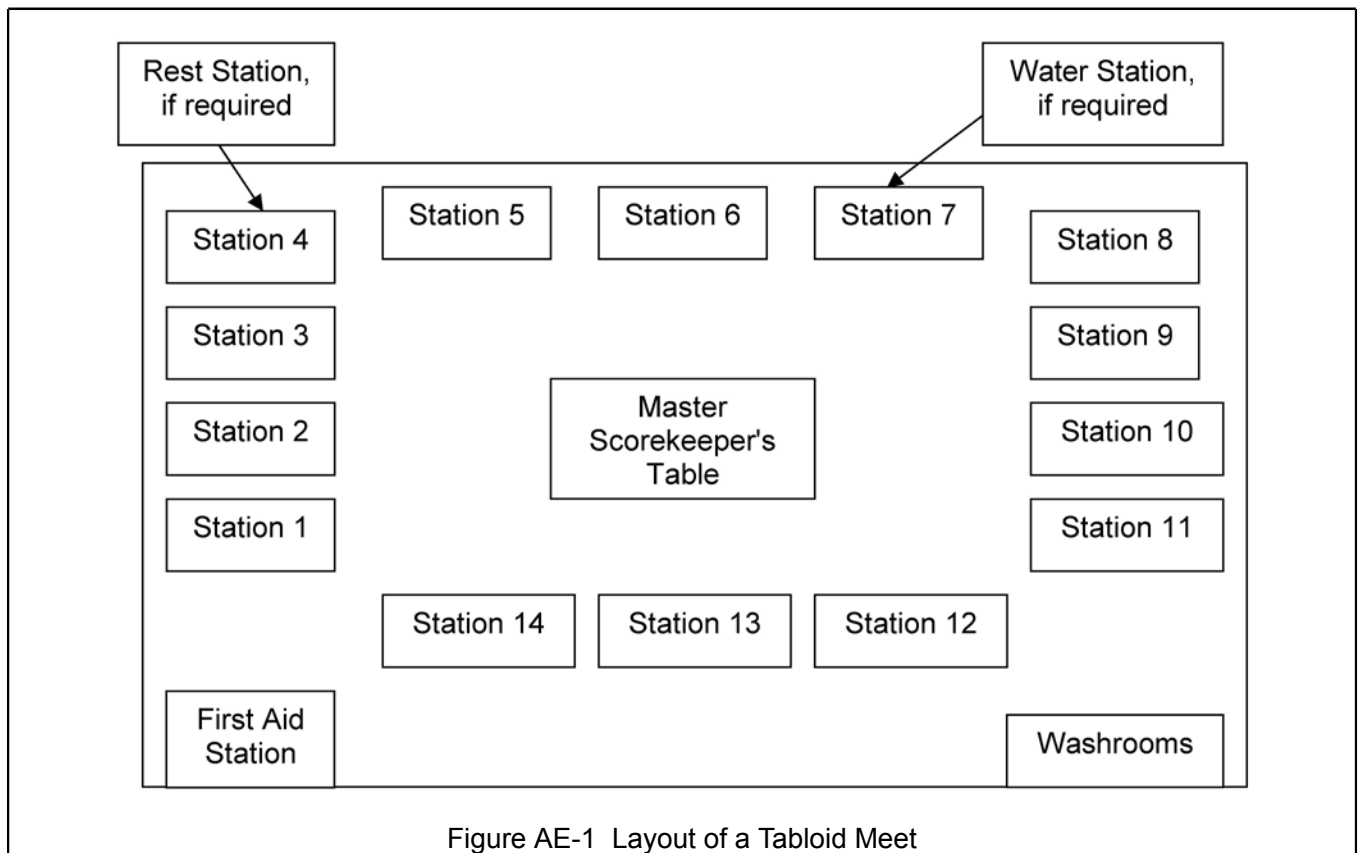 Rest Station,
if required
Water Station,
if required
Station 4
Station 5
Station 6
Station 7
Station 8
Station 3
Station 9
Master
Scorekeeper's
Table
Station 2
Station 10
Station 1
Station 11
Station 14
Station 13
Station 12
First Aid
Station
Washrooms
Figure AE-1 Layout of a Tabloid Meet